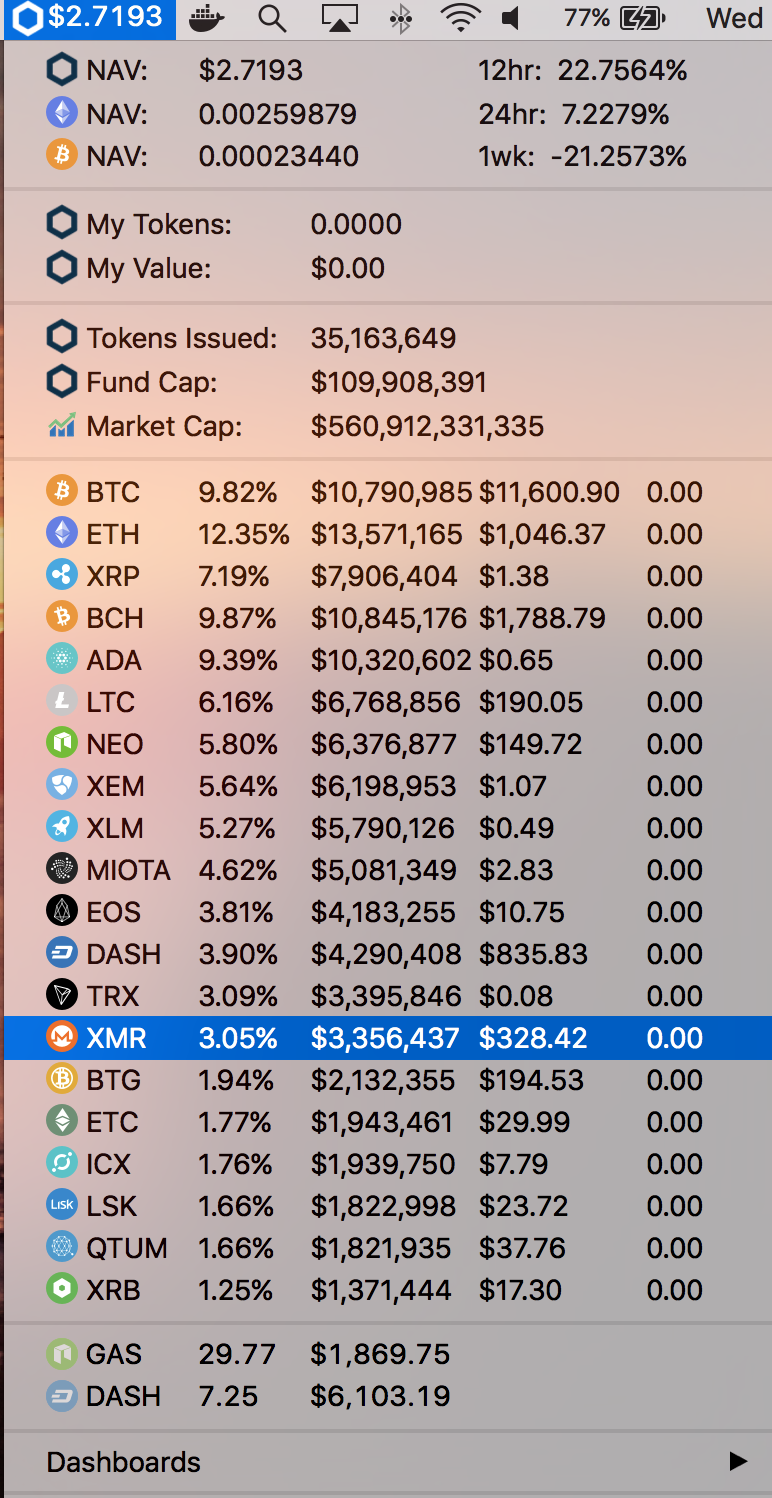 $2.7193 77% Wed
NAV: $2.7193 12hr: 22.7564%
NAV: 0.00259879 24hr: 7.2279%
NAV: 0.00023440 1wk: -21.2573%
My Tokens: 0.0000
My Value: $0.00
Tokens Issued: 35,163,649
Fund Cap: $109,908,391
Market Cap: $560,912,331,335
BTC 9.82% $10,790,985 $11,600.90 0.00
ETH 12.35% $13,571,165 $1,046.37 0.00
XRP 7.19% $7,906,404 $1.38 0.00
BCH 9.87% $10,845,176 $1,788.79 0.00
ADA 9.39% $10,320,602 $0.65 0.00
LTC 6.16% $6,768,856 $190.05 0.00
NEO 5.80% $6,376,877 $149.72 0.00
XEM 5.64% $6,198,953 $1.07 0.00
XLM 5.27% $5,790,126 $0.49 0.00
MIOTA 4.62% $5,081,349 $2.83 0.00
EOS 3.81% $4,183,255 $10.75 0.00
DASH 3.90% $4,290,408 $835.83 0.00
TRX 3.09% $3,395,846 $0.08 0.00
XMR 3.05% $3,356,437 $328.42 0.00
BTG 1.94% $2,132,355 $194.53 0.00
ETC 1.77% $1,943,461 $29.99 0.00
ICX 1.76% $1,939,750 $7.79 0.00
LISK LSK 1.66% $1,822,998 $23.72 0.00
QTUM 1.66% $1,821,935 $37.76 0.00
XRB 1.25% $1,371,444 $17.30 0.00
GAS 29.77 $1,869.75
DASH 7.25 $6,103.19
Dashboards